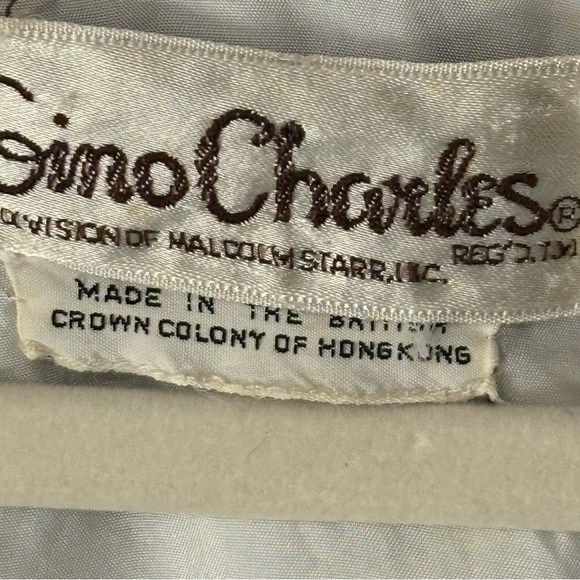 Gino Charles®
DIVISION OF MALCOLM STARR, INC. REG'D. T.M.
MADE IN THE BRITISH
CROWN COLONY OF HONG KONG